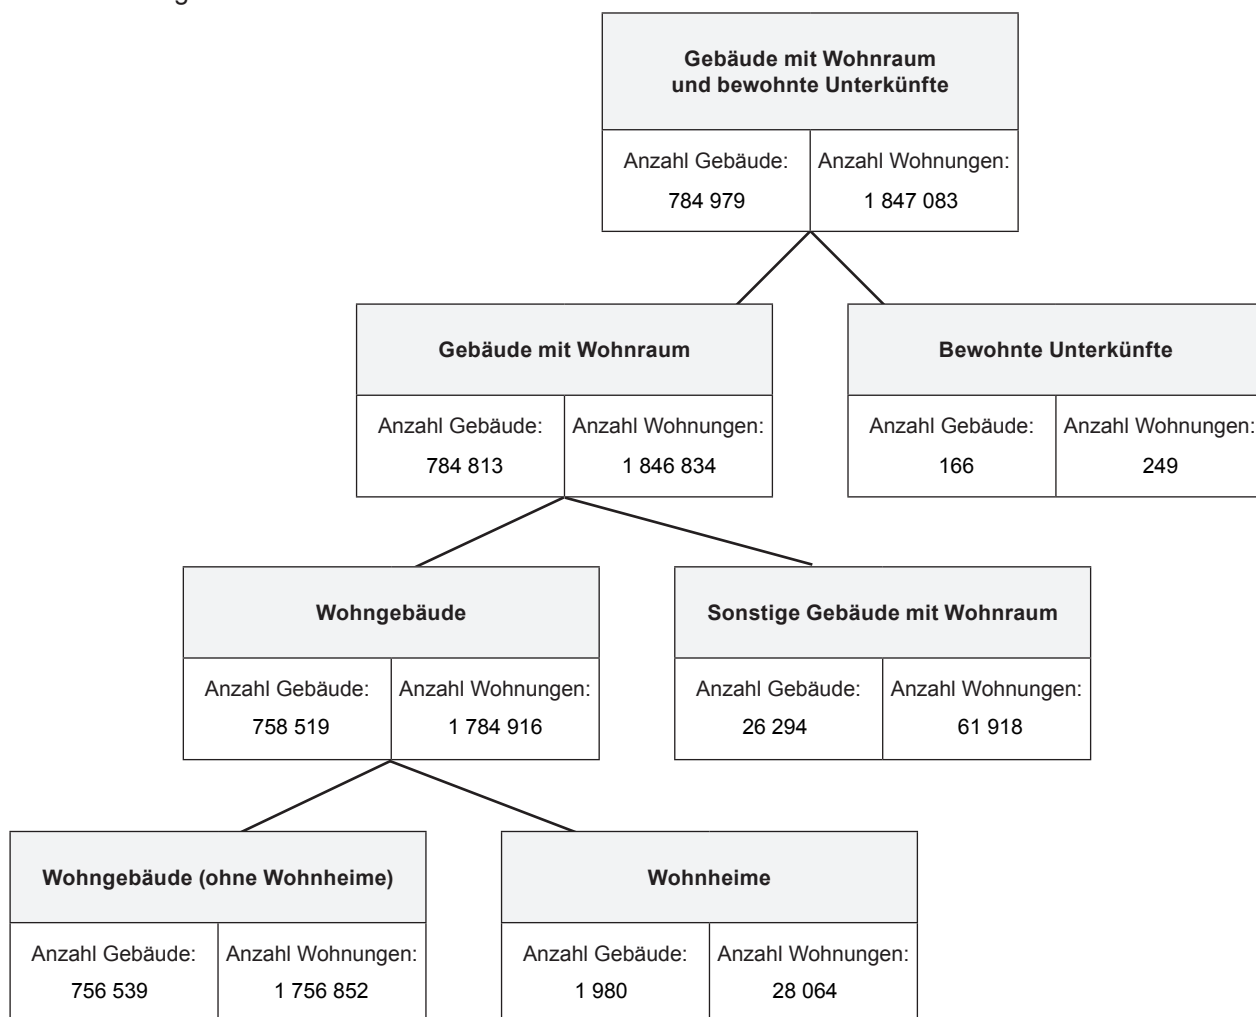 Gebäude mit Wohnraum
und bewohnte Unterkünfte
Anzahl Gebäude: Anzahl Wohnungen:
784 979 1 847 083
Gebäude mit Wohnraum
Anzahl Gebäude: Anzahl Wohnungen:
784 813 1 846 834
Bewohnte Unterkünfte
Anzahl Gebäude: Anzahl Wohnungen:
166 249
Wohngebäude
Anzahl Gebäude: Anzahl Wohnungen:
758 519 1 784 916
Sonstige Gebäude mit Wohnraum
Anzahl Gebäude: Anzahl Wohnungen:
26 294 61 918
Wohngebäude (ohne Wohnheime)
Anzahl Gebäude: Anzahl Wohnungen:
756 539 1 756 852
Wohnheime
Anzahl Gebäude: Anzahl Wohnungen:
1 980 28 064